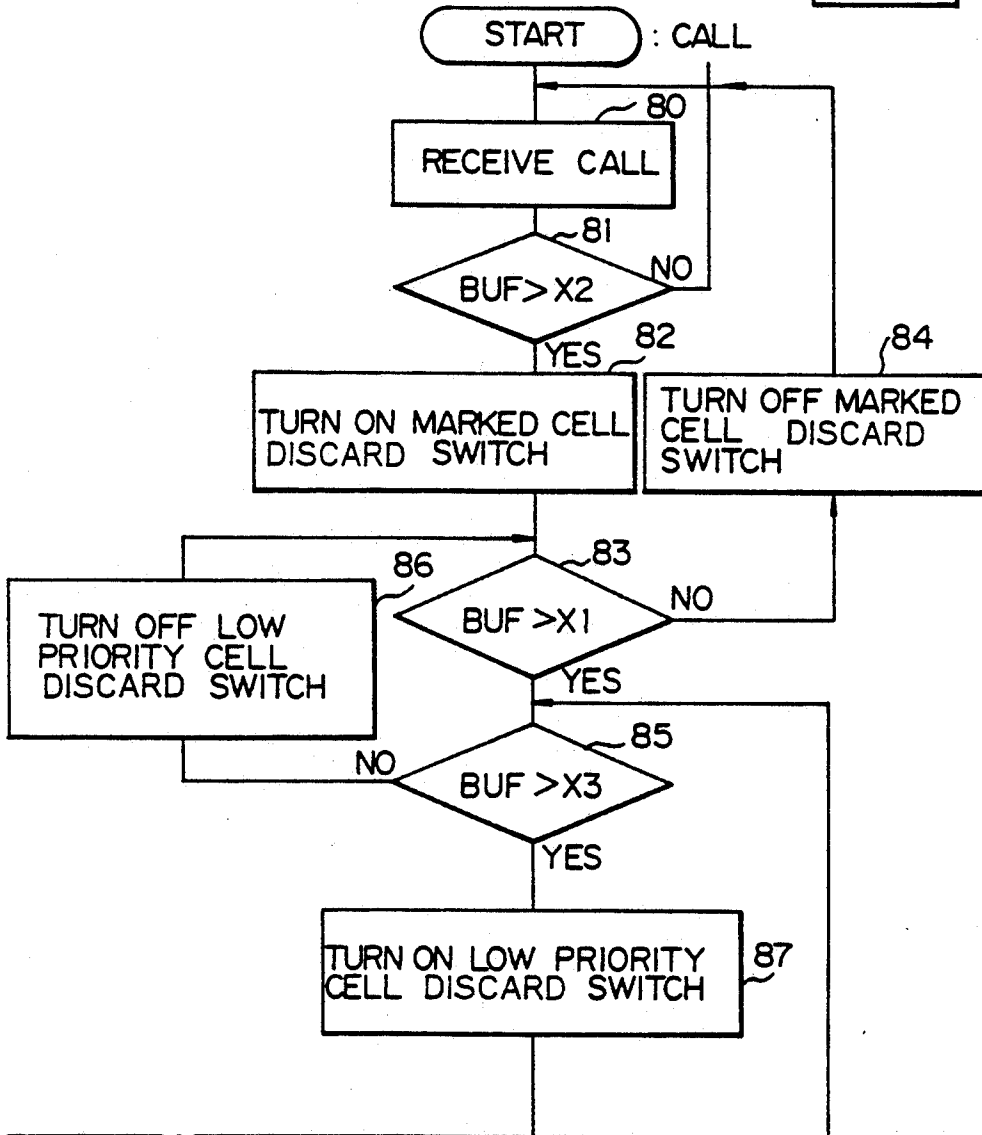 START : CALL
80
RECEIVE CALL
81
BUF>X2
NO
YES
82
84
TURN ON MARKED CELL
DISCARD SWITCH
TURN OFF MARKED
CELL DISCARD
SWITCH
83
86
BUF >X1
NO
TURN OFF LOW
PRIORITY CELL
DISCARD SWITCH
YES
85
NO
BUF >X3
YES
TURN ON LOW PRIORITY
CELL DISCARD SWITCH
87